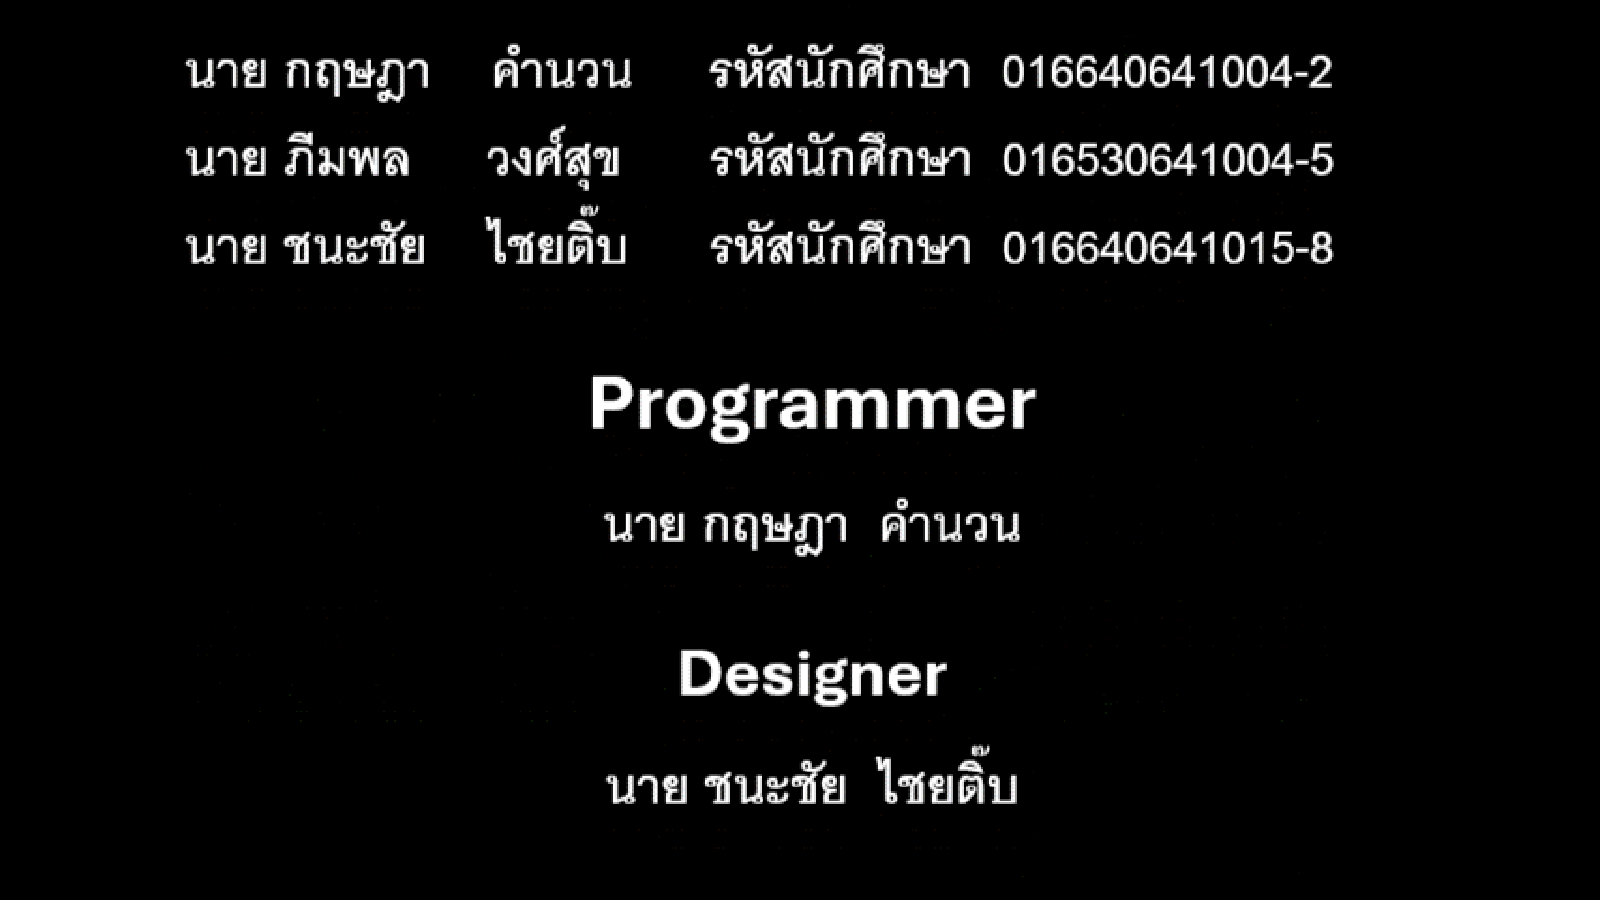 นาย กฤษฎา คำนวน รหัสนักศึกษา 016640641004-2
นาย ภีมพล วงศ์สุข รหัสนักศึกษา 016530641004-5
นาย ชนะชัย ไชยติ๊บ รหัสนักศึกษา 016640641015-8
Programmer
นาย กฤษฎา คำนวน
Designer
นาย ชนะชัย ไชยติ๊บ